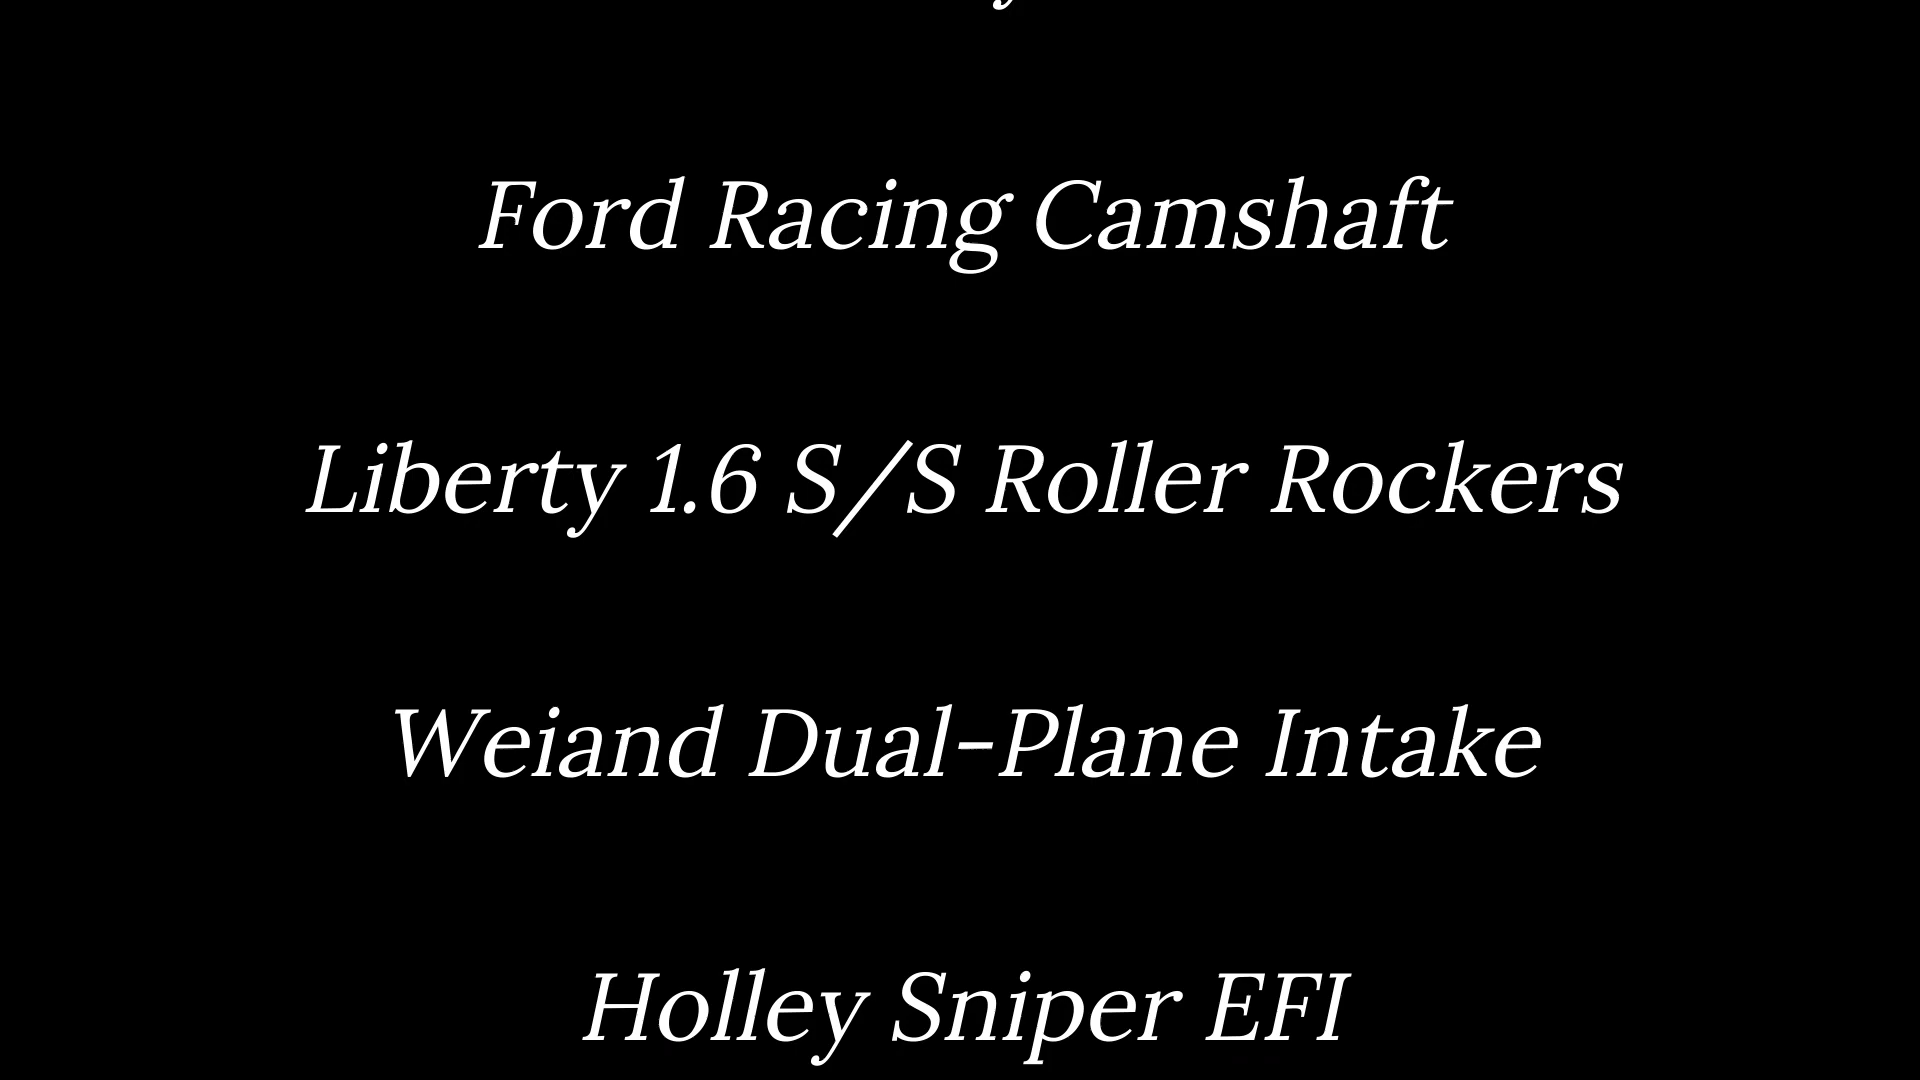 Ford Racing Camshaft
Liberty 1.6 S/S Roller Rockers
Weiand Dual-Plane Intake
Holley Sniper EFI